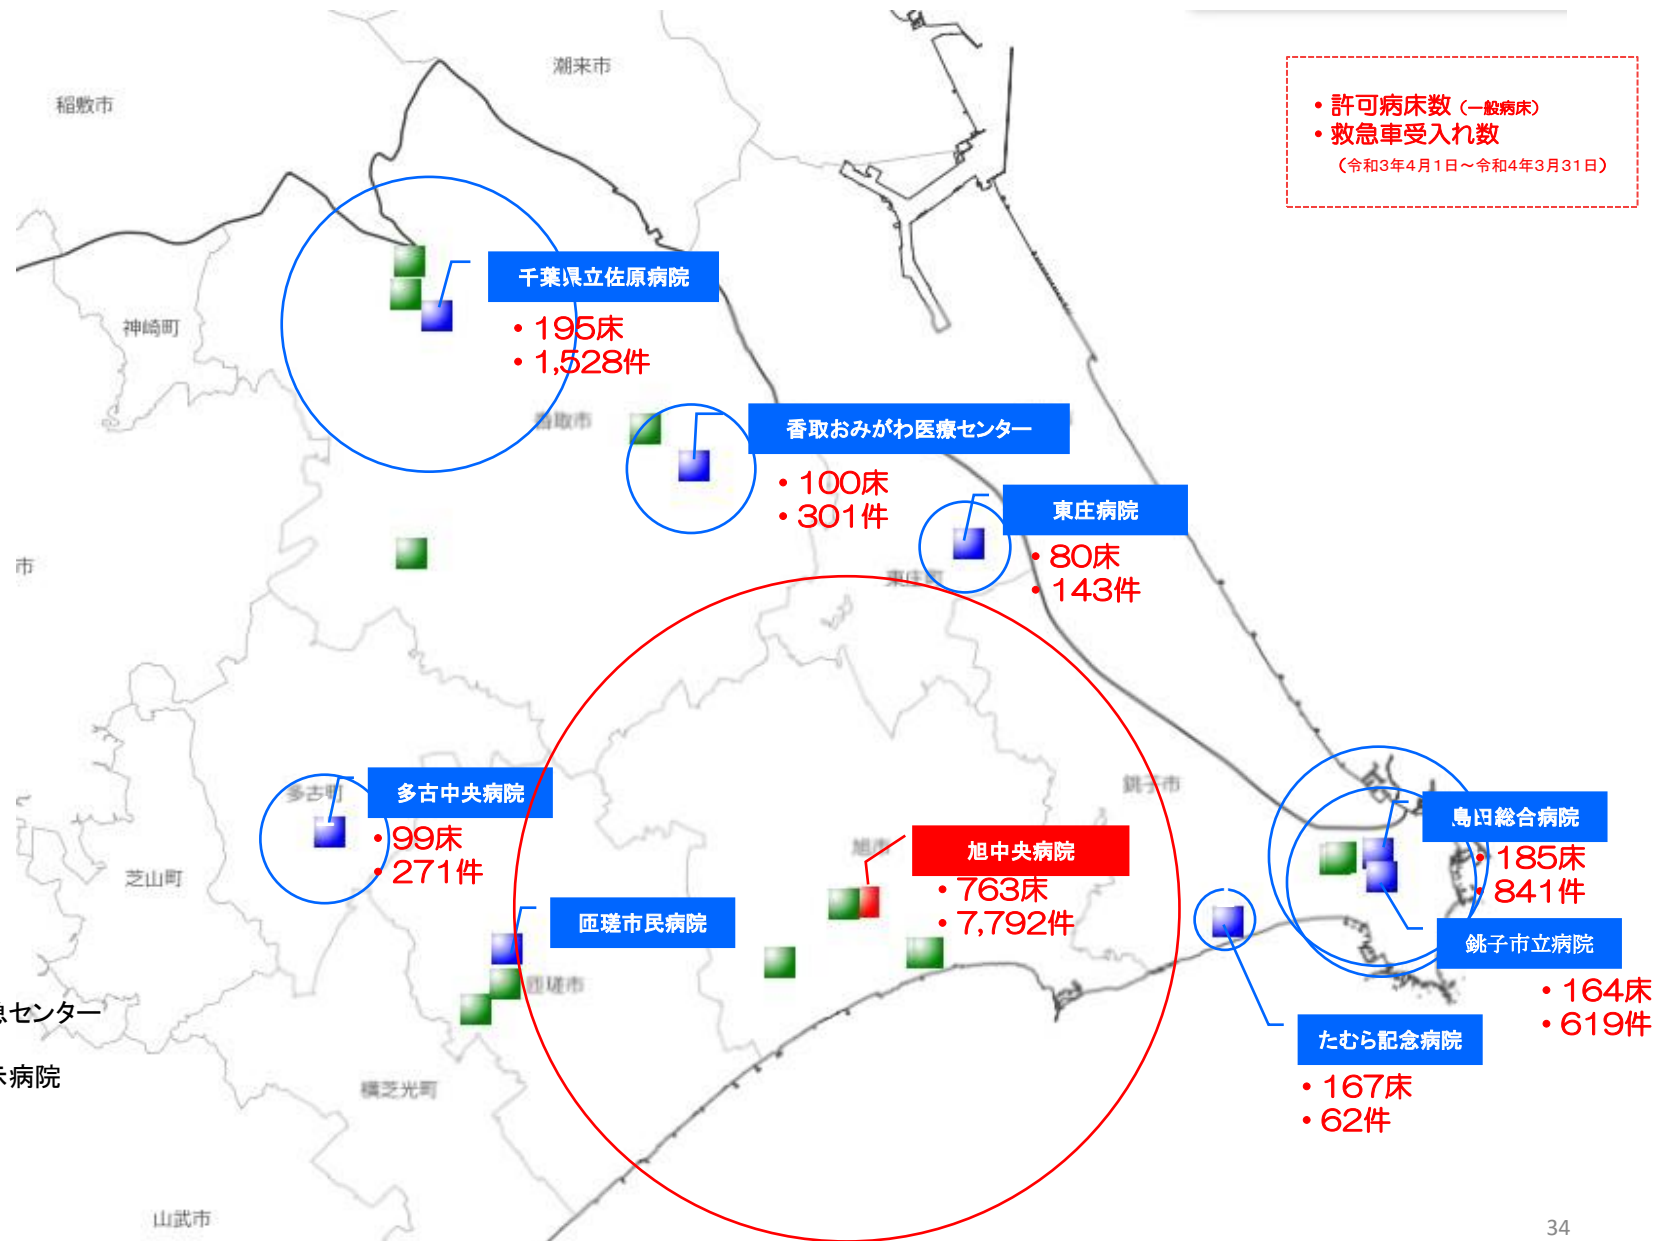 潮来市
稲敷市
• 許可病床数（一般病床）
• 救急車受入れ数
（令和3年4月1日～令和4年3月31日）
千葉県立佐原病院
• 195床
• 1,528件
神崎町
香取市
香取おみがわ医療センター
• 100床
• 301件
東庄病院
• 80床
• 143件
市
東庄町
多古町
多古中央病院
• 99床
• 271件
銚子市
島田総合病院
• 185床
• 841件
旭市
旭中央病院
• 763床
• 7,792件
芝山町
匝瑳市民病院
銚子市立病院
• 164床
• 619件
匝瑳市
センター
たむら記念病院
• 167床
• 62件
病院
横芝光町
山武市
34